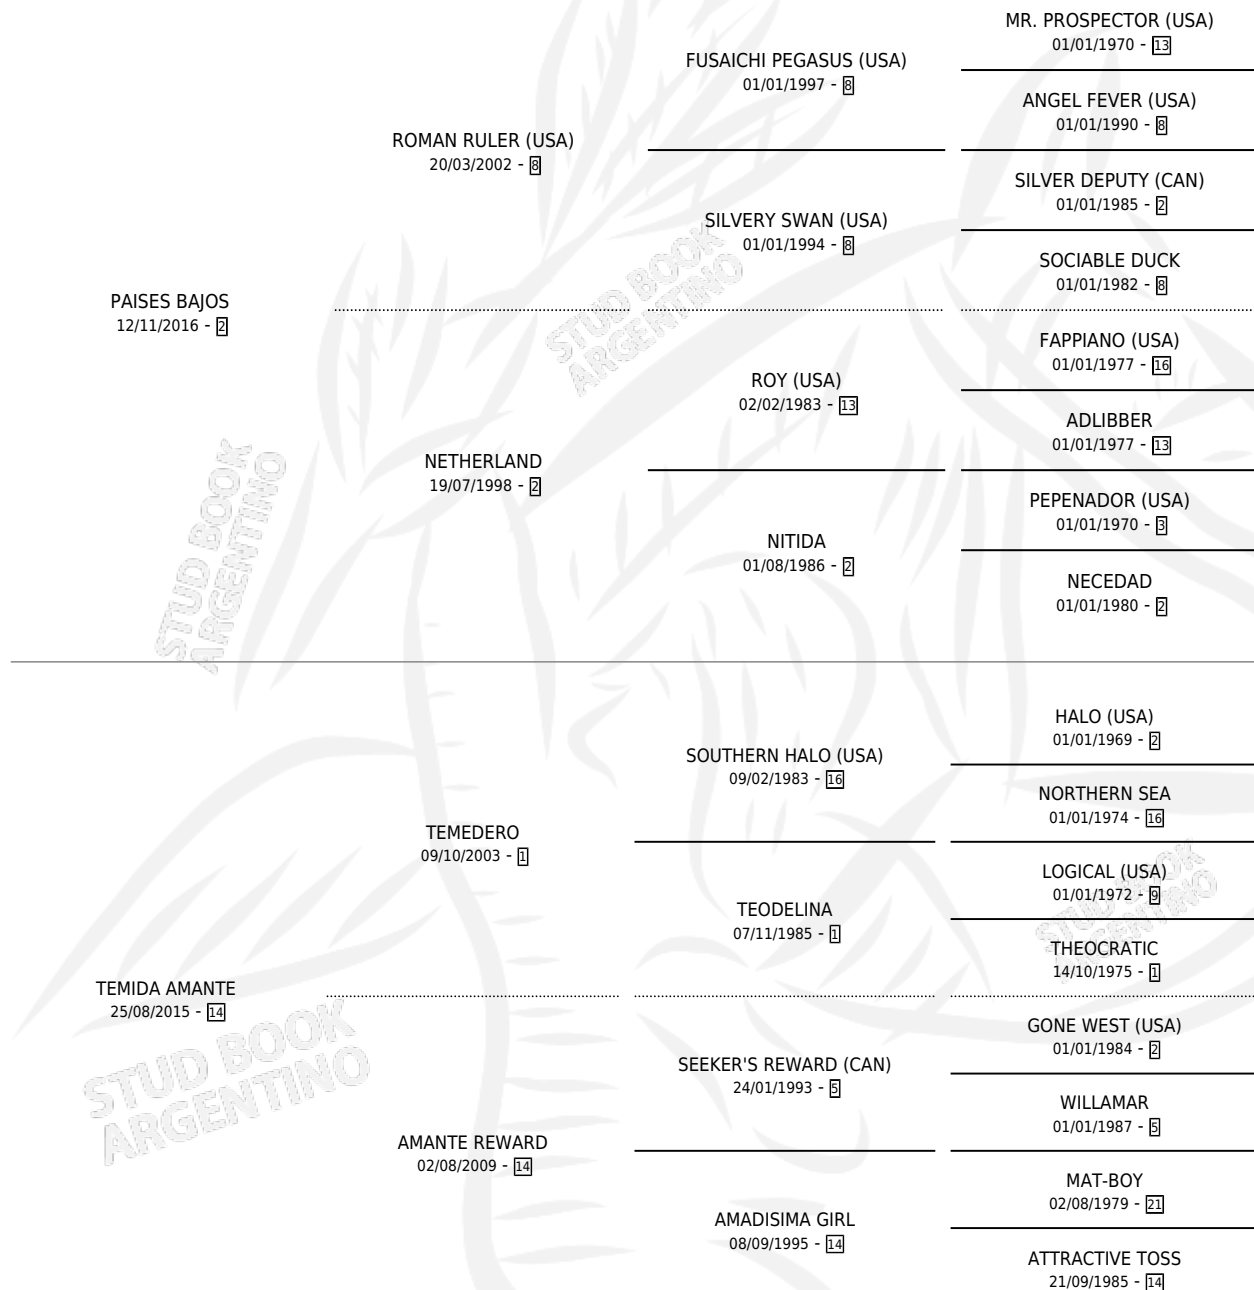 MR. PROSPECTOR (USA)
01/01/1970 - 13
FUSAICHI PEGASUS (USA)
01/01/1997 - 8
ANGEL FEVER (USA)
01/01/1990 - 8
ROMAN RULER (USA)
20/03/2002 - 8
SILVER DEPUTY (CAN)
01/01/1985 - 2
SILVERY SWAN (USA)
01/01/1994 - 8
SOCIABLE DUCK
01/01/1982 - 8
PAISES BAJOS
12/11/2016 - 2
FAPPIANO (USA)
01/01/1977 - 16
ROY (USA)
02/02/1983 - 13
ADLIBBER
01/01/1977 - 13
NETHERLAND
19/07/1998 - 2
PEPENADOR (USA)
01/01/1970 - 3
NITIDA
01/08/1986 - 2
NECEDAD
01/01/1980 - 2
HALO (USA)
01/01/1969 - 2
SOUTHERN HALO (USA)
09/02/1983 - 16
NORTHERN SEA
01/01/1974 - 16
TEMEDERO
09/10/2003 - 1
LOGICAL (USA)
01/01/1972 - 9
TEODELINA
07/11/1985 - 1
THEOCRATIC
14/10/1975 - 1
TEMIDA AMANTE
25/08/2015 - 14
GONE WEST (USA)
01/01/1984 - 2
SEEKER'S REWARD (CAN)
24/01/1993 - 5
WILLAMAR
01/01/1987 - 5
AMANTE REWARD
02/08/2009 - 14
MAT-BOY
02/08/1979 - 21
AMADISIMA GIRL
08/09/1995 - 14
ATTRACTIVE TOSS
21/09/1985 - 14
STUD BOOK
ARGENTINO
STUD BOOK
ARGENTINO
STUD BOOK
ARGENTINO
STUD BOOK
ARGENTINO